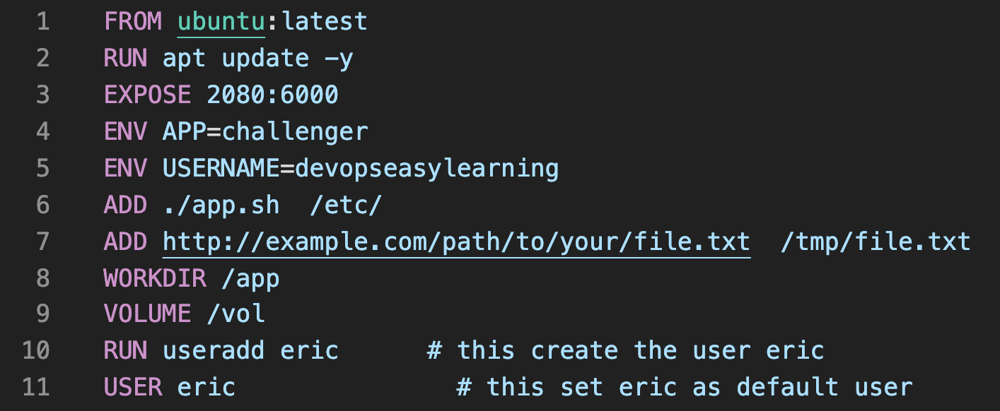 1 FROM ubuntu:latest
2 RUN apt update -y
3 EXPOSE 2080:6000
4 ENV APP=challenger
5 ENV USERNAME=devopseasylearning
6 ADD ./app.sh  /etc/
7 ADD http://example.com/path/to/your/file.txt  /tmp/file.txt
8 WORKDIR /app
9 VOLUME /vol
10 RUN useradd eric      # this create the user eric
11 USER eric               # this set eric as default user